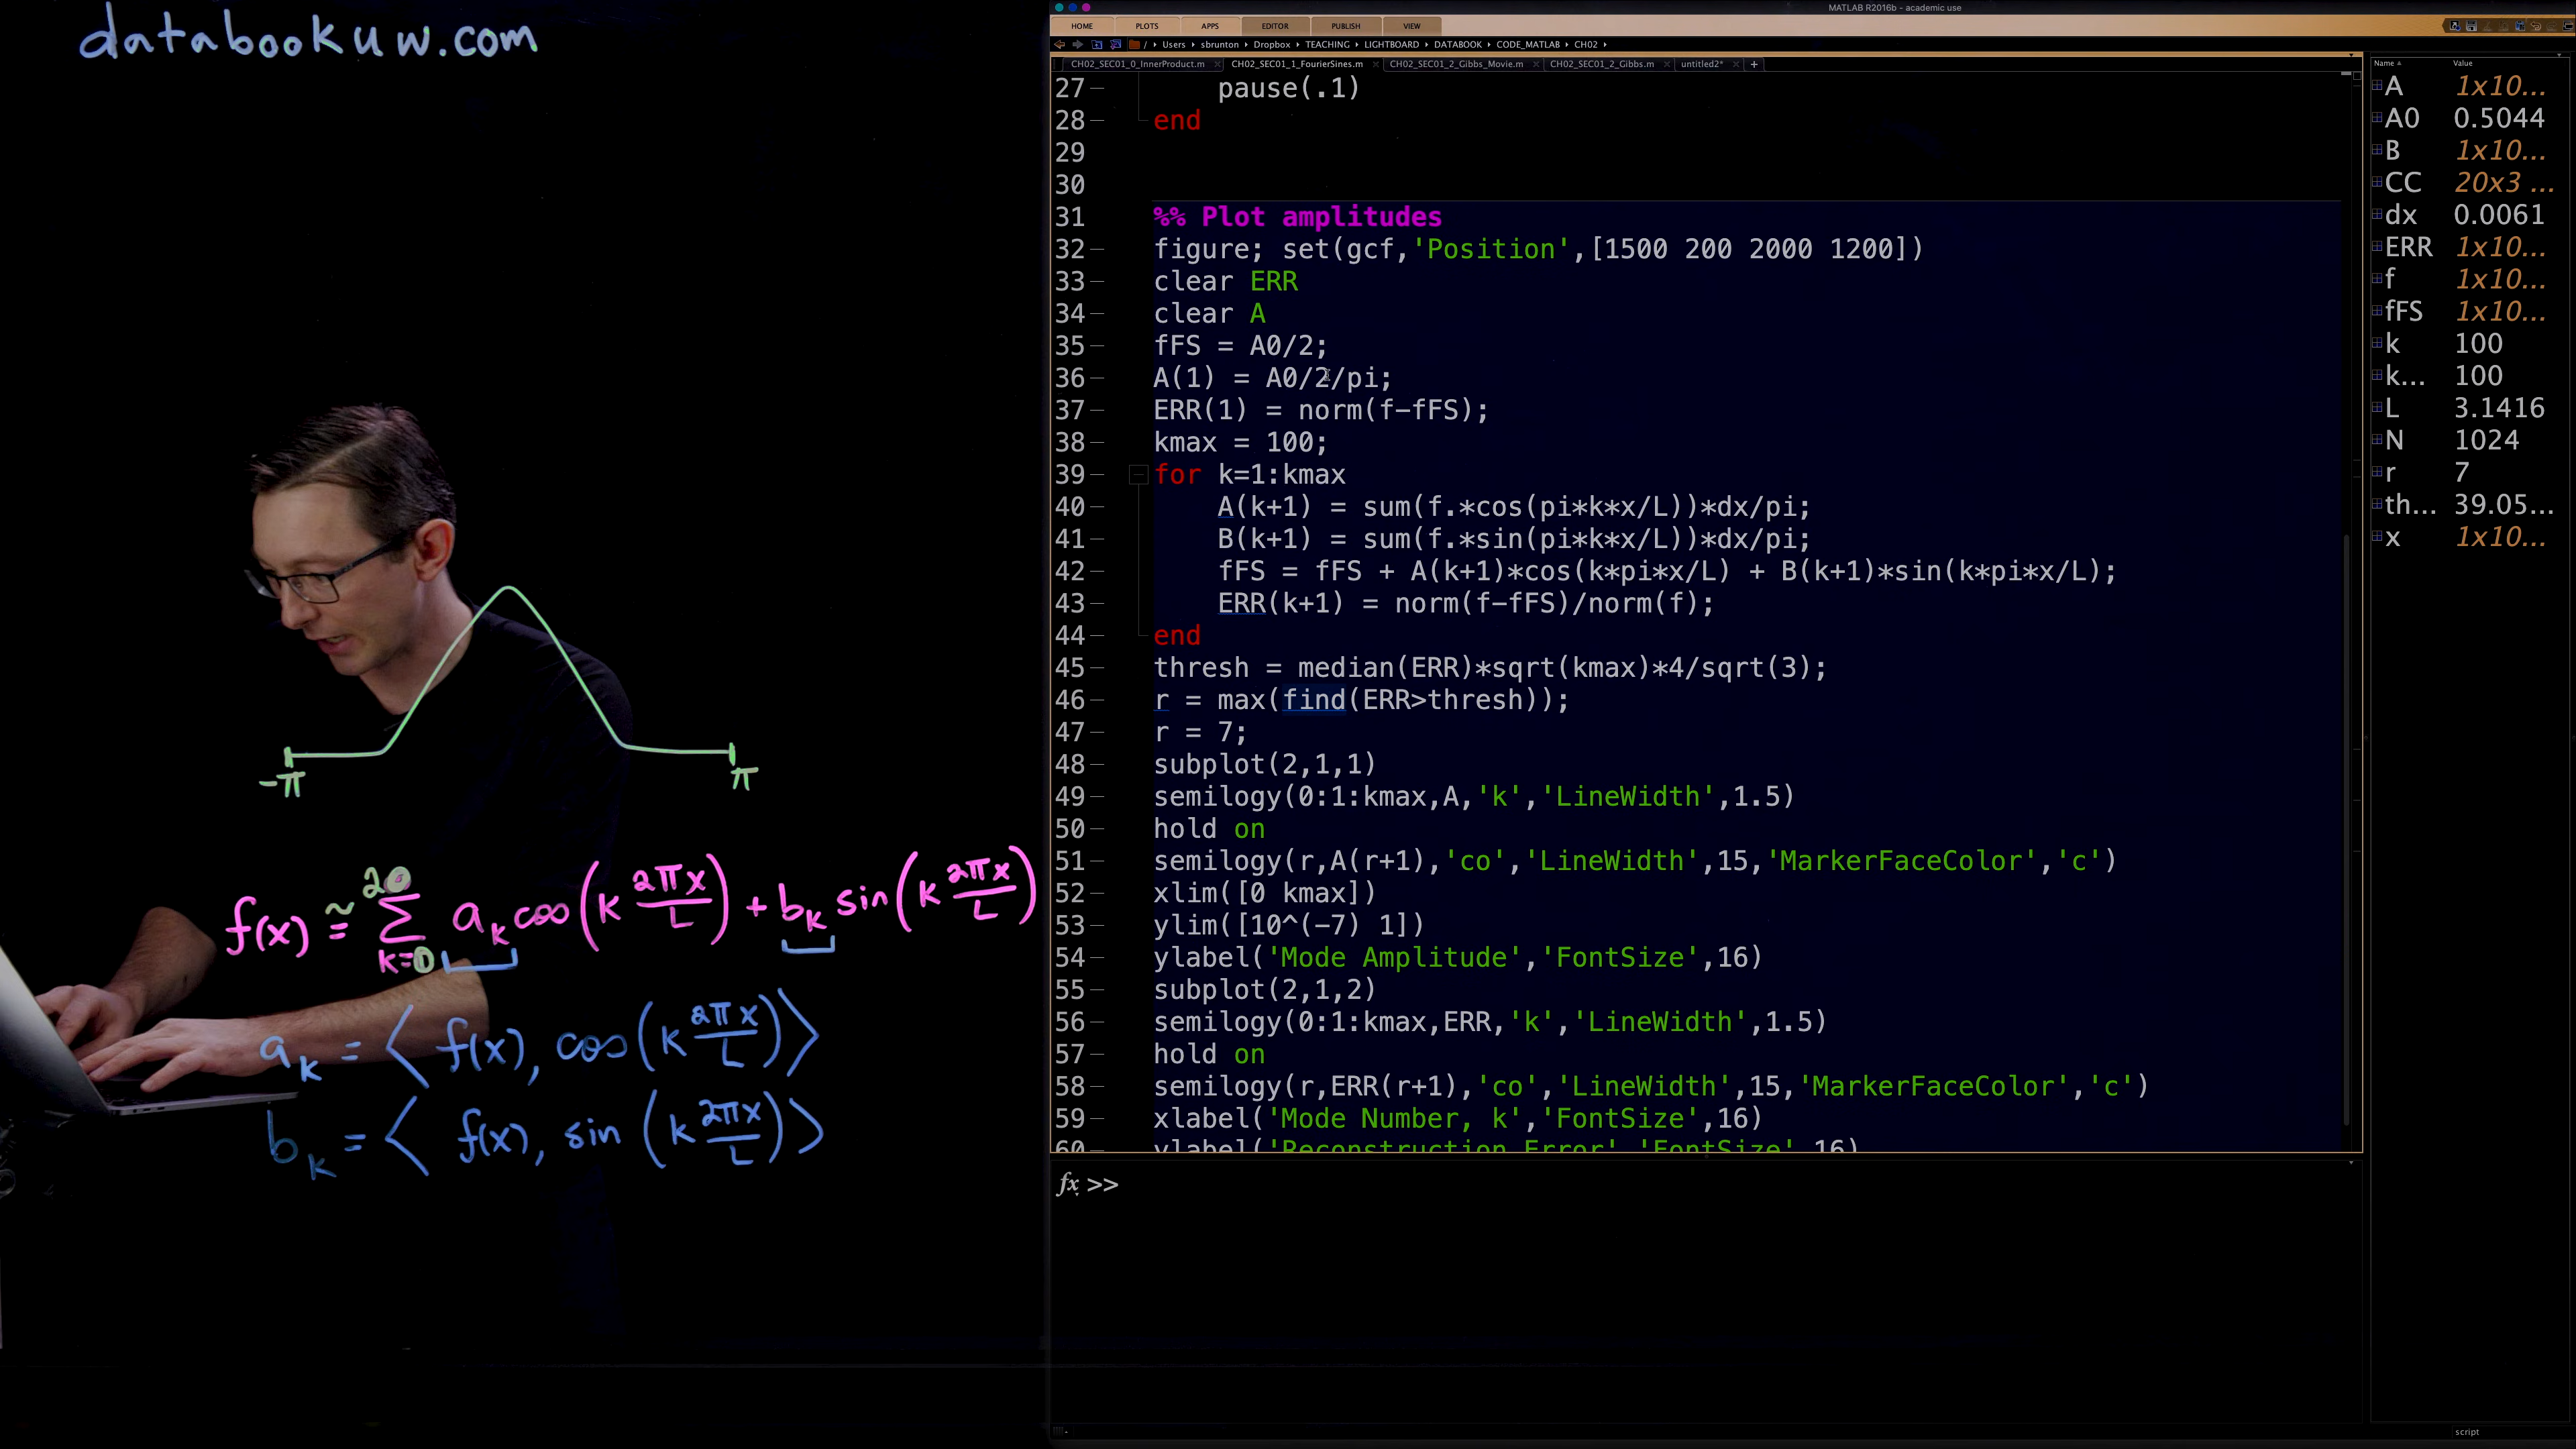 databookuw.com
-π
π
f(x) ≅ 20 Σ k=0 a_k cos(k 2πx/L) + b_k sin(k 2πx/L)
a_k = ⟨ f(x), cos(k 2πx/L) ⟩
b_k = ⟨ f(x), sin(k 2πx/L) ⟩
MATLAB R2016b - academic use
HOME PLOTS APPS EDITOR PUBLISH VIEW
/ Users sbrunton Dropbox TEACHING LIGHTBOARD DATABOOK CODE_MATLAB CH02
CH02_SEC01_0_InnerProduct.m × CH02_SEC01_1_FourierSines.m × CH02_SEC01_2_Gibbs_Movie.m × CH02_SEC01_2_Gibbs.m × untitled2* × +
27 pause(.1)
28 end
29
30
31 %% Plot amplitudes
32 figure; set(gcf,'Position',[1500 200 2000 1200])
33 clear ERR
34 clear A
35 fFS = A0/2;
36 A(1) = A0/2/pi;
37 ERR(1) = norm(f-fFS);
38 kmax = 100;
39 for k=1:kmax
40 A(k+1) = sum(f.*cos(pi*k*x/L))*dx/pi;
41 B(k+1) = sum(f.*sin(pi*k*x/L))*dx/pi;
42 fFS = fFS + A(k+1)*cos(k*pi*x/L) + B(k+1)*sin(k*pi*x/L);
43 ERR(k+1) = norm(f-fFS)/norm(f);
44 end
45 thresh = median(ERR)*sqrt(kmax)*4/sqrt(3);
46 r = max(find(ERR>thresh));
47 r = 7;
48 subplot(2,1,1)
49 semilogy(0:1:kmax,A,'k','LineWidth',1.5)
50 hold on
51 semilogy(r,A(r+1),'co','LineWidth',15,'MarkerFaceColor','c')
52 xlim([0 kmax])
53 ylim([10^(-7) 1])
54 ylabel('Mode Amplitude','FontSize',16)
55 subplot(2,1,2)
56 semilogy(0:1:kmax,ERR,'k','LineWidth',1.5)
57 hold on
58 semilogy(r,ERR(r+1),'co','LineWidth',15,'MarkerFaceColor','c')
59 xlabel('Mode Number, k','FontSize',16)
60 ylabel('Reconstruction Error','FontSize',16)
fx >>
Name Value
A 1x10...
A0 0.5044
B 1x10...
CC 20x3 ...
dx 0.0061
ERR 1x10...
f 1x10...
fFS 1x10...
k 100
k... 100
L 3.1416
N 1024
r 7
th... 39.05...
x 1x10...
script